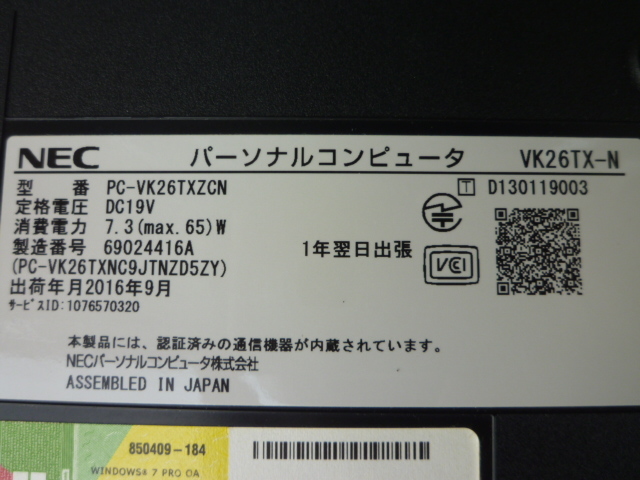 NEC パーソナルコンピュータ VK26TX-N
型 番 PC-VK26TXZCN
T D130119003
定格電圧 DC19V
消費電力 7.3(max.65)W
製造番号 69024416A
1年翌日出張
(PC-VK26TXNC9JTNZD5ZY)
VCI
出荷年月2016年9月
サービスID:1076570320
本製品には、認証済みの通信機器が内蔵されています。
NECパーソナルコンピュータ株式会社
ASSEMBLED IN JAPAN
850409-184
WINDOWS® 7 PRO OA